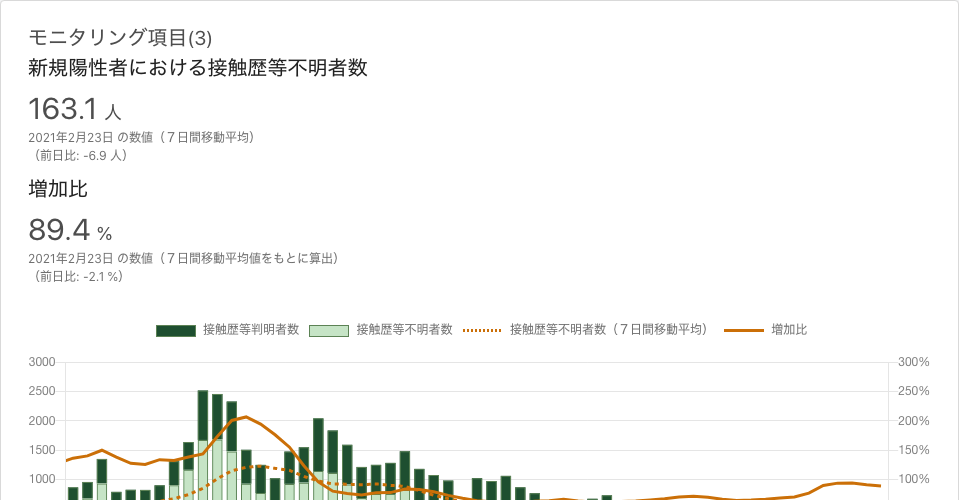 モニタリング項目(3)
新規陽性者における接触歴等不明者数
163.1 人
2021年2月23日 の数値（７日間移動平均）
（前日比: -6.9 人）
増加比
89.4 %
2021年2月23日 の数値（７日間移動平均値をもとに算出）
（前日比: -2.1 %）
接触歴等判明者数 接触歴等不明者数 接触歴等不明者数（７日間移動平均） 増加比
3000 300%
2500 250%
2000 200%
1500 150%
1000 100%